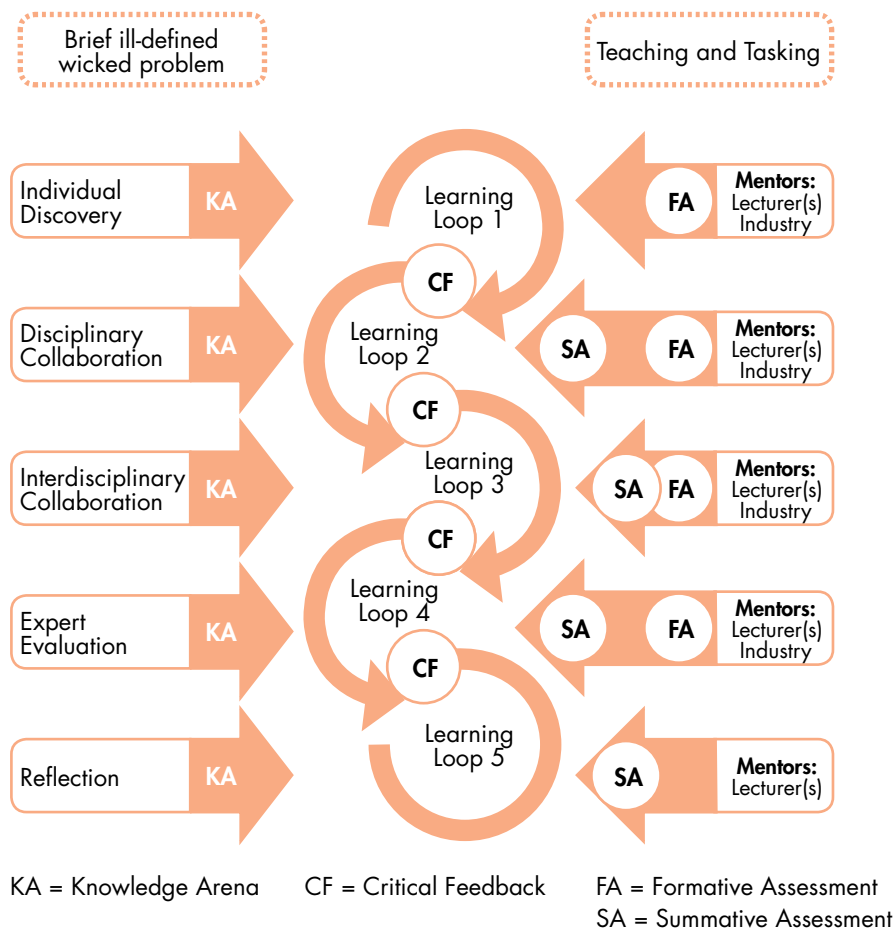 Brief ill-defined
wicked problem
Teaching and Tasking
Individual
Discovery
KA
Learning
Loop 1
FA
Mentors:
Lecturer(s)
Industry
CF
Disciplinary
Collaboration
KA
Learning
Loop 2
SA
FA
Mentors:
Lecturer(s)
Industry
CF
Interdisciplinary
Collaboration
KA
Learning
Loop 3
SA
FA
Mentors:
Lecturer(s)
Industry
CF
Expert
Evaluation
KA
Learning
Loop 4
SA
FA
Mentors:
Lecturer(s)
Industry
CF
Reflection
KA
Learning
Loop 5
SA
Mentors:
Lecturer(s)
KA = Knowledge Arena
CF = Critical Feedback
FA = Formative Assessment
SA = Summative Assessment